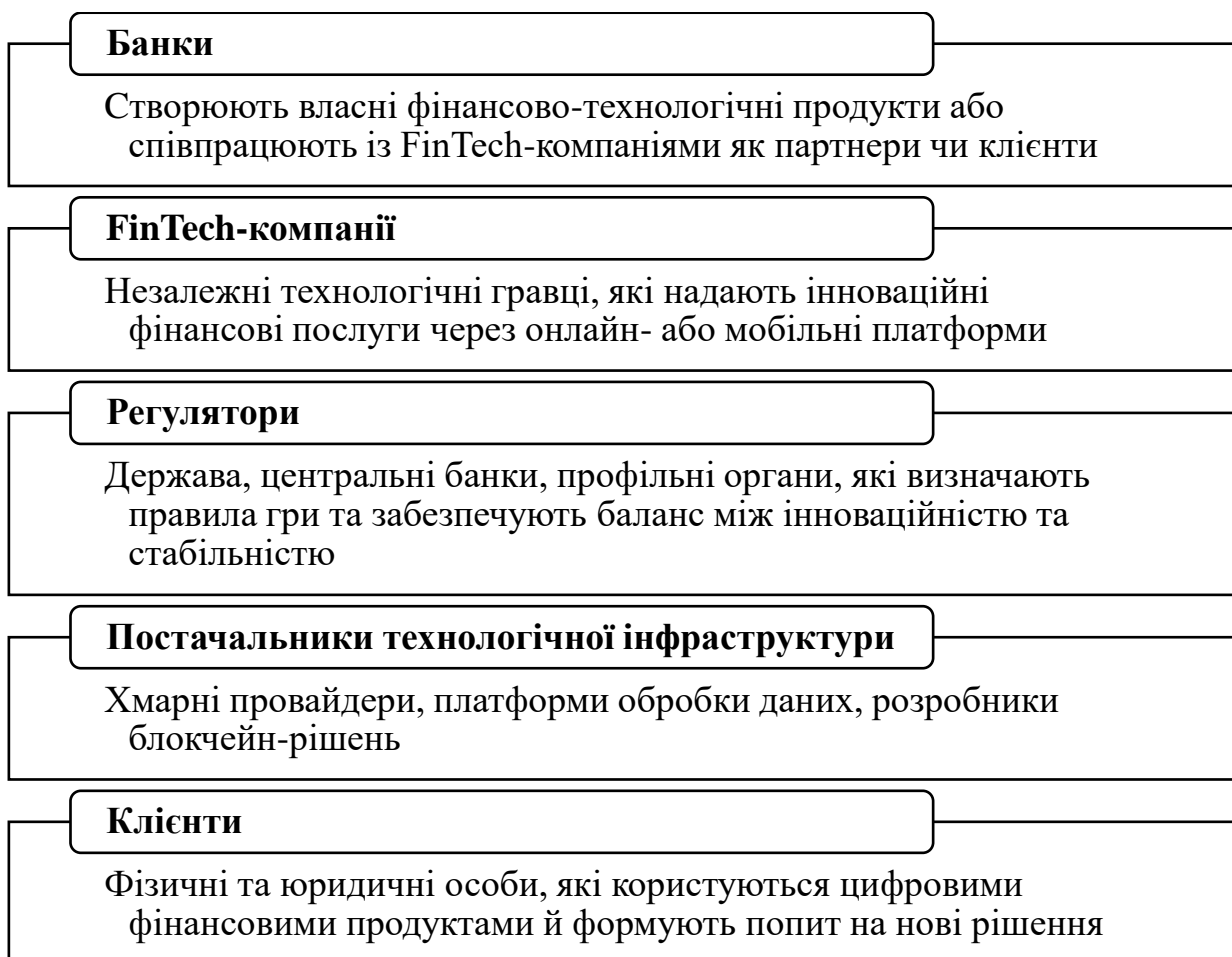 Банки
Створюють власні фінансово-технологічні продукти або
співпрацюють із FinTech-компаніями як партнери чи клієнти
FinTech-компанії
Незалежні технологічні гравці, які надають інноваційні
фінансові послуги через онлайн- або мобільні платформи
Регулятори
Держава, центральні банки, профільні органи, які визначають
правила гри та забезпечують баланс між інноваційністю та
стабільністю
Постачальники технологічної інфраструктури
Хмарні провайдери, платформи обробки даних, розробники
блокчейн-рішень
Клієнти
Фізичні та юридичні особи, які користуються цифровими
фінансовими продуктами й формують попит на нові рішення